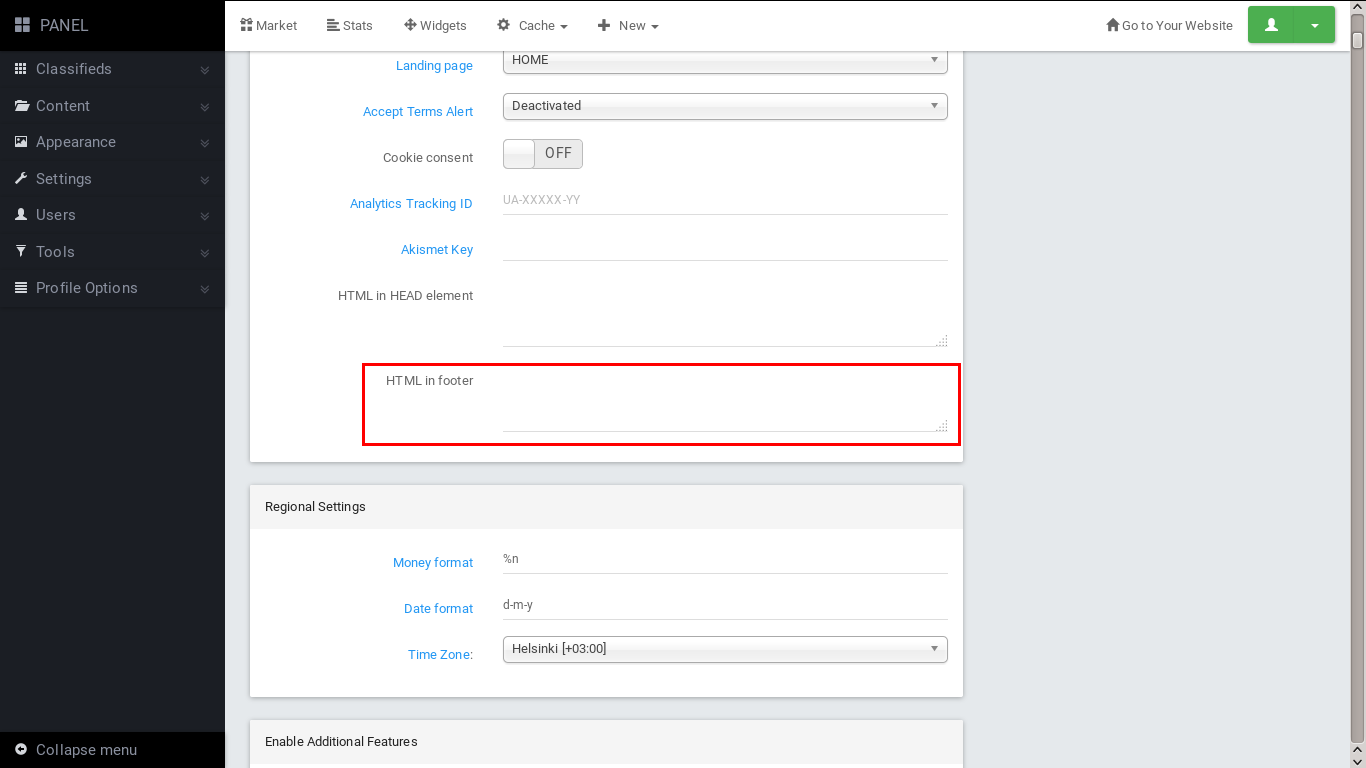 PANEL
Market Stats Widgets Cache New Go to Your Website
Classifieds
Content
Appearance
Settings
Users
Tools
Profile Options
Collapse menu
Landing page HOME
Accept Terms Alert Deactivated
Cookie consent OFF
Analytics Tracking ID UA-XXXXX-YY
Akismet Key
HTML in HEAD element
HTML in footer
Regional Settings
Money format %n
Date format d-m-y
Time Zone: Helsinki [+03:00]
Enable Additional Features